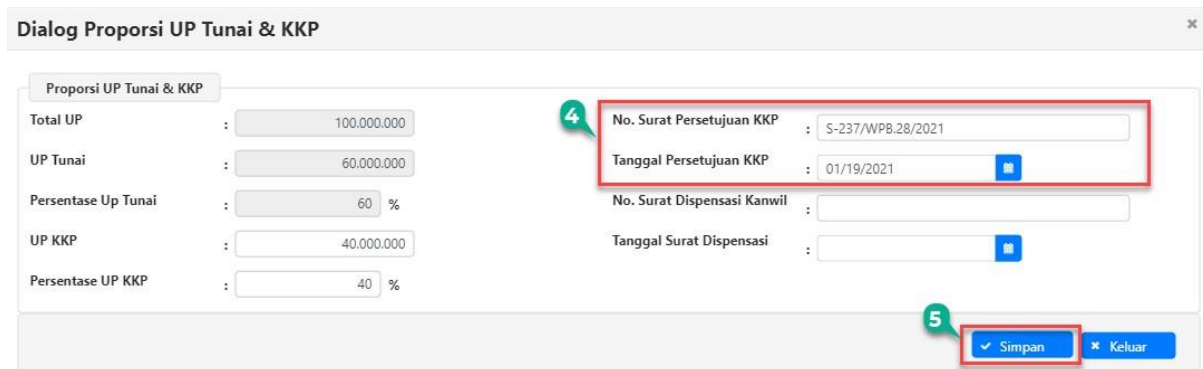 Dialog Proporsi UP Tunai & KKP
Proporsi UP Tunai & KKP
Total UP : 100.000.000
UP Tunai : 60.000.000
Persentase Up Tunai : 60 %
UP KKP : 40.000.000
Persentase UP KKP : 40 %
4
No. Surat Persetujuan KKP : S-237/WPB.28/2021
Tanggal Persetujuan KKP : 01/19/2021
No. Surat Dispensasi Kanwil :
Tanggal Surat Dispensasi :
5
Simpan
Keluar